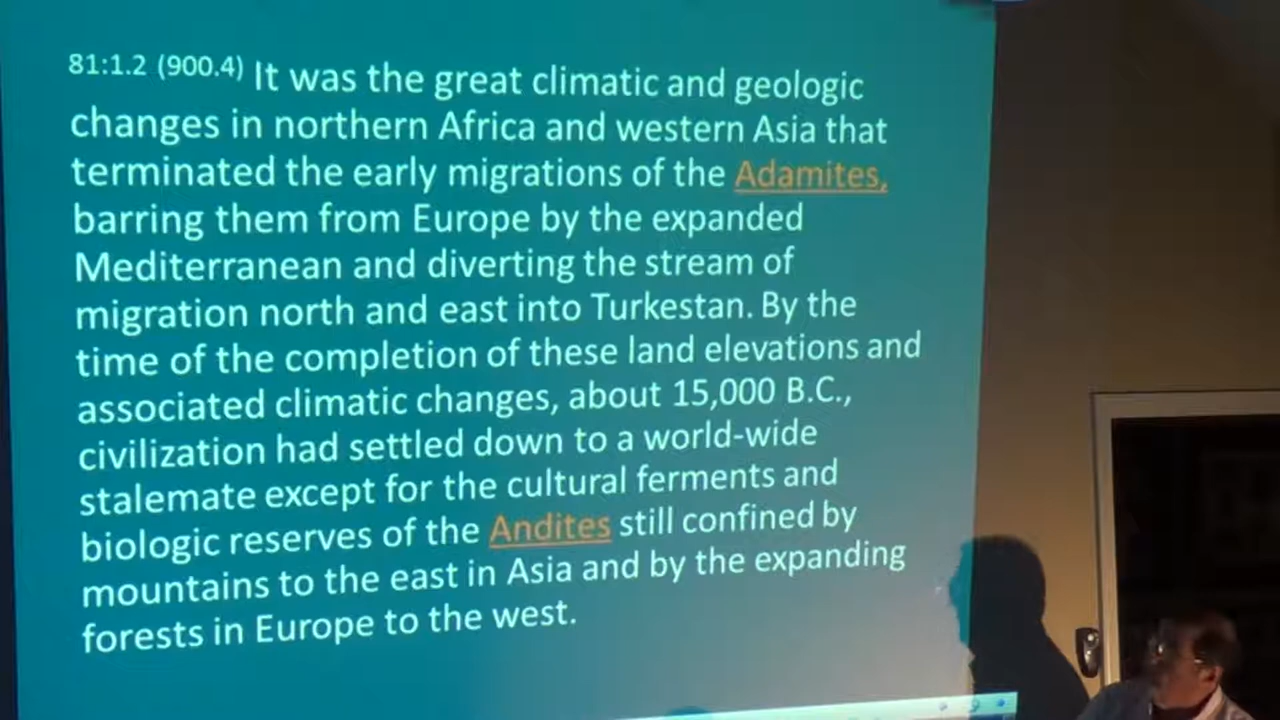 81:1.2 (900.4) It was the great climatic and geologic
changes in northern Africa and western Asia that
terminated the early migrations of the Adamites,
barring them from Europe by the expanded
Mediterranean and diverting the stream of
migration north and east into Turkestan. By the
time of the completion of these land elevations and
associated climatic changes, about 15,000 B.C.,
civilization had settled down to a world-wide
stalemate except for the cultural ferments and
biologic reserves of the Andites still confined by
mountains to the east in Asia and by the expanding
forests in Europe to the west.